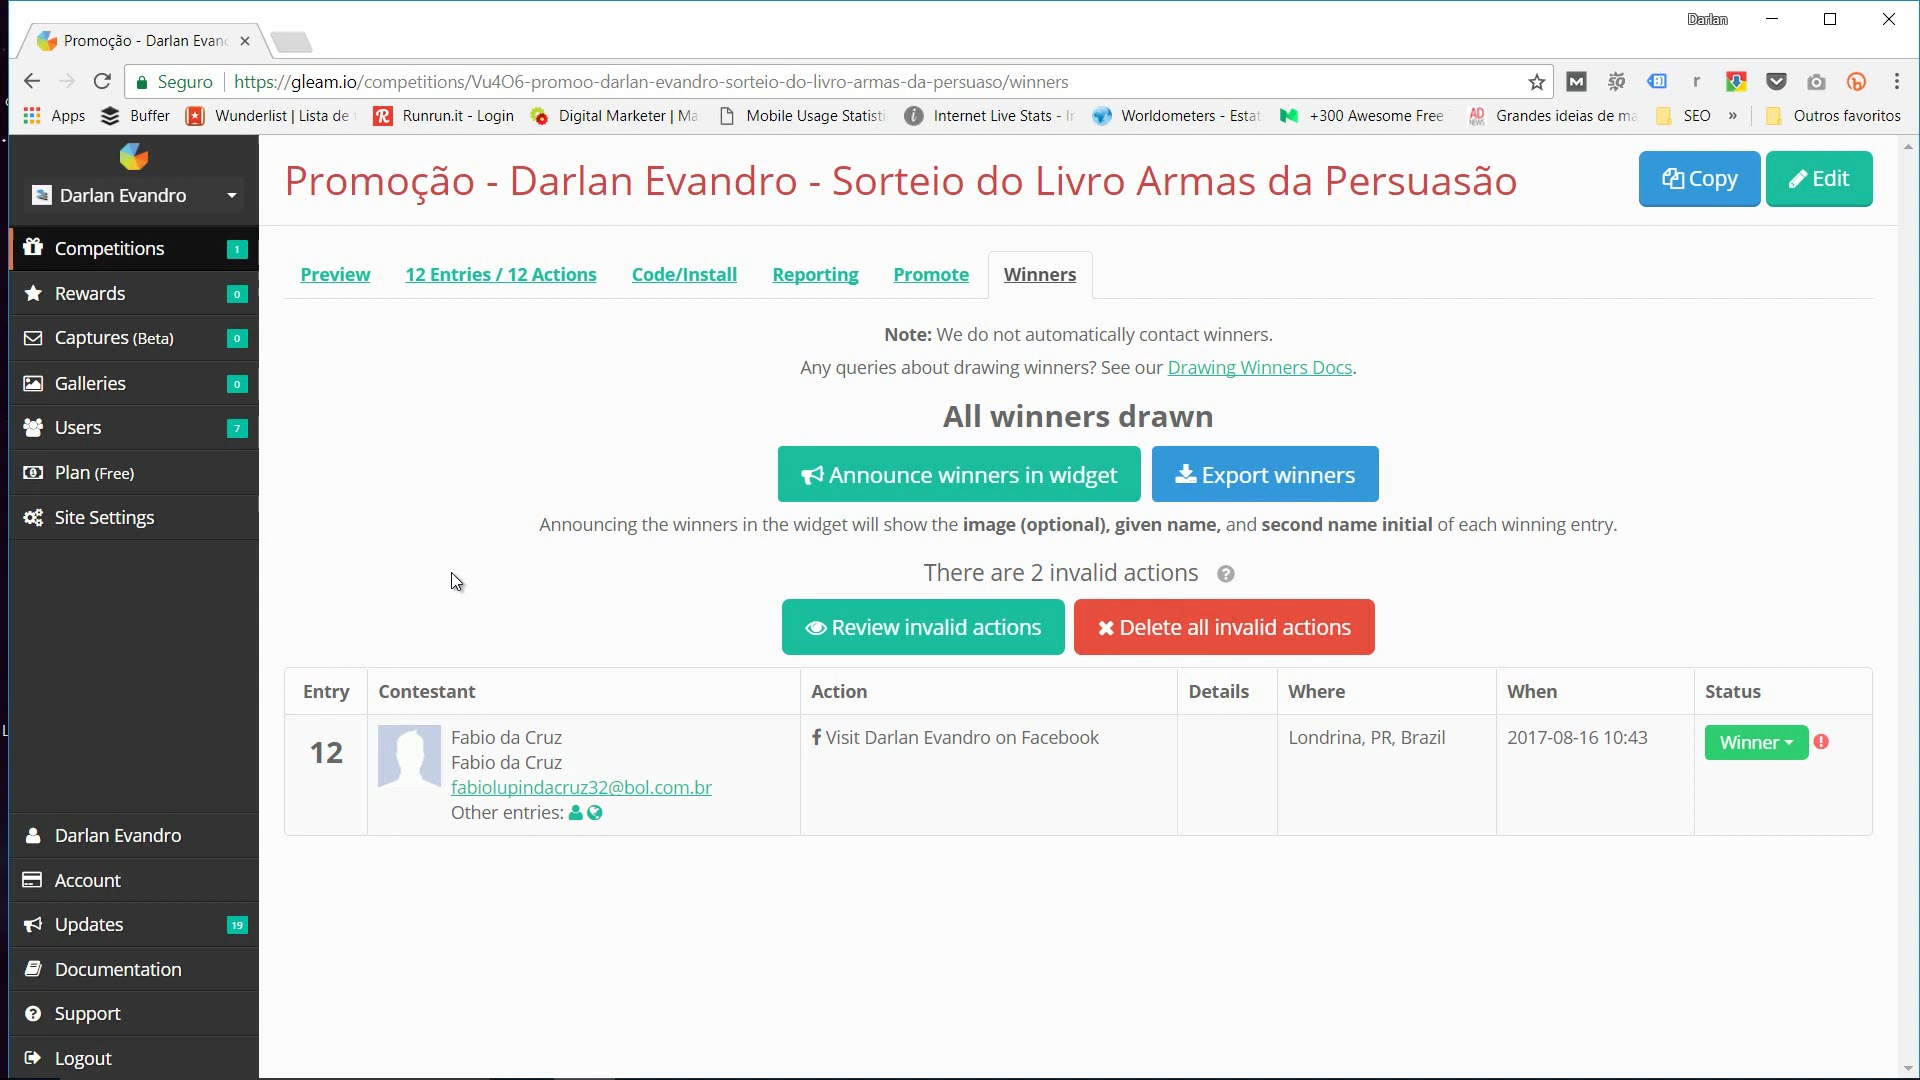 Darlan
Promoção - Darlan Evan
Seguro https://gleam.io/competitions/Vu4O6-promoo-darlan-evandro-sorteio-do-livro-armas-da-persuaso/winners
Apps Buffer Wunderlist | Lista de Runrun.it - Login Digital Marketer | Ma Mobile Usage Statisti Internet Live Stats - Ir Worldometers - Estat +300 Awesome Free Grandes ideias de ma SEO » Outros favoritos
Darlan Evandro
Promoção - Darlan Evandro - Sorteio do Livro Armas da Persuasão
Copy Edit
Competitions 1
Rewards 0
Captures (Beta) 0
Galleries 0
Users 7
Plan (Free)
Site Settings
Preview 12 Entries / 12 Actions Code/Install Reporting Promote Winners
Note: We do not automatically contact winners.
Any queries about drawing winners? See our Drawing Winners Docs.
All winners drawn
Announce winners in widget Export winners
Announcing the winners in the widget will show the image (optional), given name, and second name initial of each winning entry.
There are 2 invalid actions
Review invalid actions Delete all invalid actions
Entry Contestant Action Details Where When Status
12 Fabio da Cruz Visit Darlan Evandro on Facebook Londrina, PR, Brazil 2017-08-16 10:43 Winner
Fabio da Cruz
fabiolupindacruz32@bol.com.br
Other entries:
Darlan Evandro
Account
Updates 19
Documentation
Support
Logout